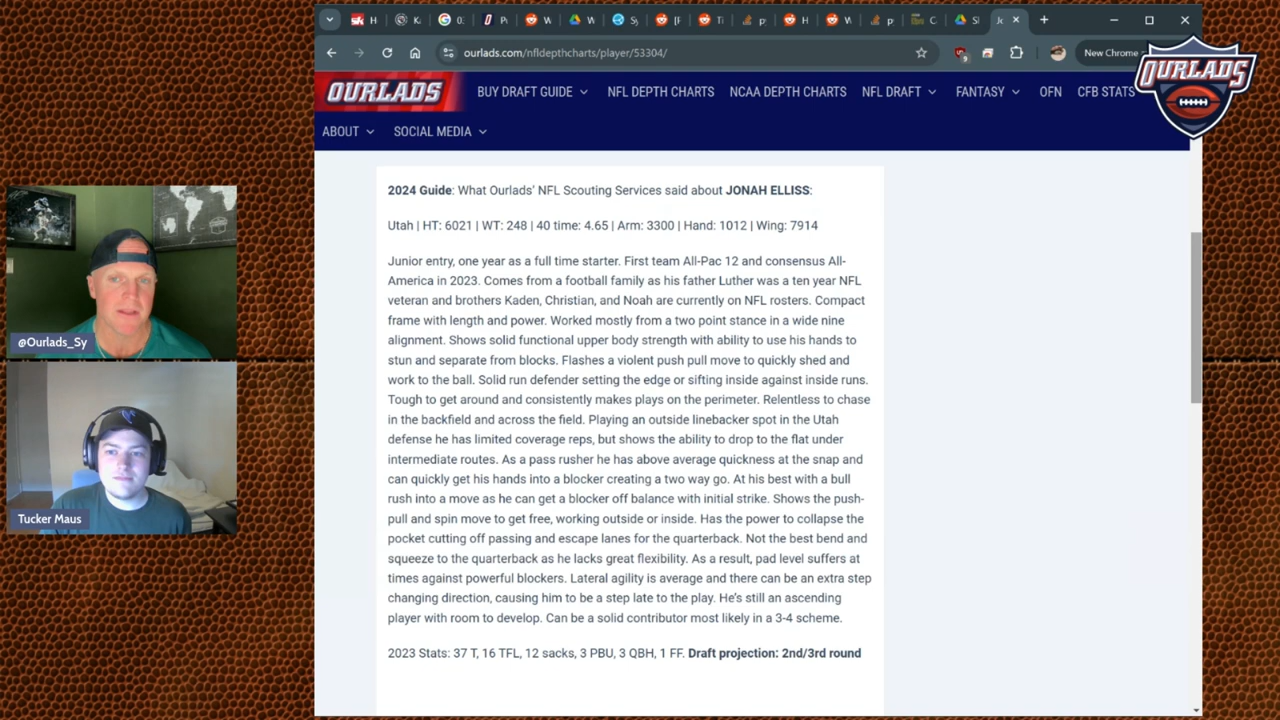 ourlads.com/nfldepthcharts/player/53304/
New Chrome
OURLADS
BUY DRAFT GUIDE
NFL DEPTH CHARTS
NCAA DEPTH CHARTS
NFL DRAFT
FANTASY
OFN
CFB STATS
OURLADS
ABOUT
SOCIAL MEDIA
2024 Guide: What Ourlads' NFL Scouting Services said about JONAH ELLISS:
Utah | HT: 6021 | WT: 248 | 40 time: 4.65 | Arm: 3300 | Hand: 1012 | Wing: 7914
Junior entry, one year as a full time starter. First team All-Pac 12 and consensus All-
America in 2023. Comes from a football family as his father Luther was a ten year NFL
veteran and brothers Kaden, Christian, and Noah are currently on NFL rosters. Compact
frame with length and power. Worked mostly from a two point stance in a wide nine
alignment. Shows solid functional upper body strength with ability to use his hands to
stun and separate from blocks. Flashes a violent push pull move to quickly shed and
work to the ball. Solid run defender setting the edge or sifting inside against inside runs.
Tough to get around and consistently makes plays on the perimeter. Relentless to chase
in the backfield and across the field. Playing an outside linebacker spot in the Utah
defense he has limited coverage reps, but shows the ability to drop to the flat under
intermediate routes. As a pass rusher he has above average quickness at the snap and
can quickly get his hands into a blocker creating a two way go. At his best with a bull
rush into a move as he can get a blocker off balance with initial strike. Shows the push-
pull and spin move to get free, working outside or inside. Has the power to collapse the
pocket cutting off passing and escape lanes for the quarterback. Not the best bend and
squeeze to the quarterback as he lacks great flexibility. As a result, pad level suffers at
times against powerful blockers. Lateral agility is average and there can be an extra step
changing direction, causing him to be a step late to the play. He's still an ascending
player with room to develop. Can be a solid contributor most likely in a 3-4 scheme.
2023 Stats: 37 T, 16 TFL, 12 sacks, 3 PBU, 3 QBH, 1 FF. Draft projection: 2nd/3rd round
@Ourlads_Sy
Tucker Maus